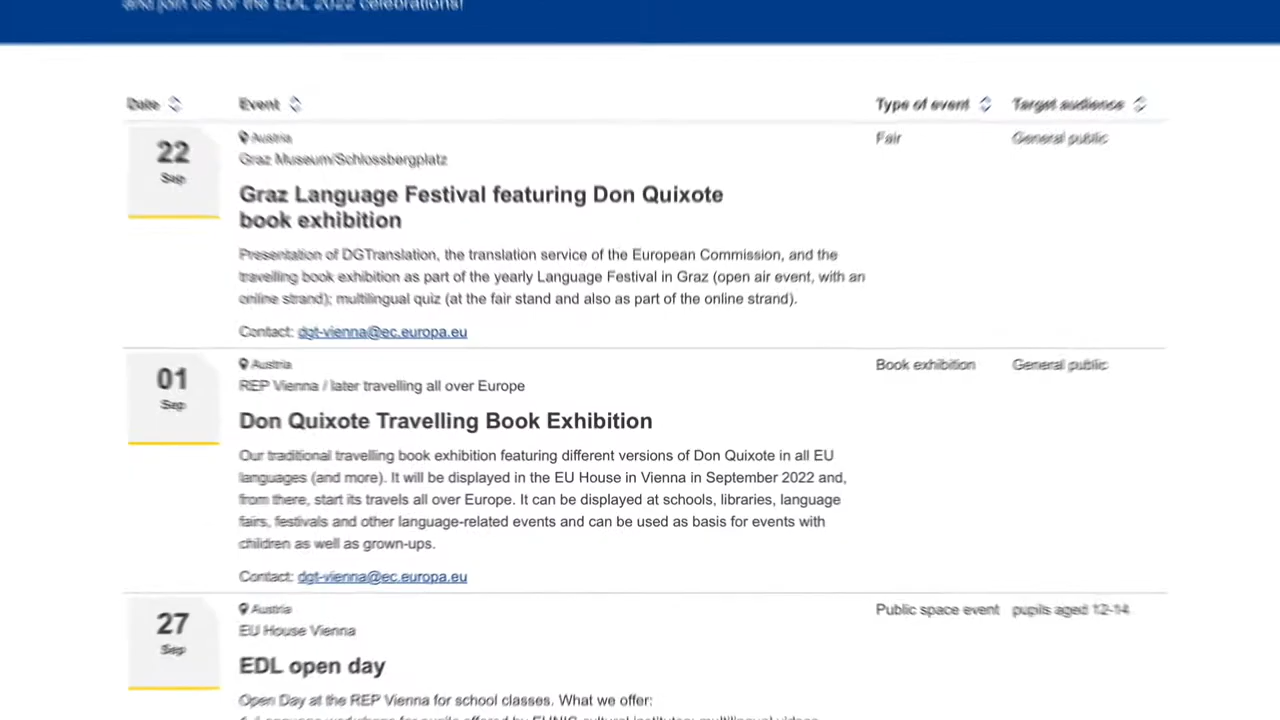 and join us for the EDL 2022 celebrations!
Date Event Type of event Target audience
22
Sep
Austria
Graz Museum/Schlossbergplatz
Graz Language Festival featuring Don Quixote
book exhibition
Presentation of DGTranslation, the translation service of the European Commission, and the
travelling book exhibition as part of the yearly Language Festival in Graz (open air event, with an
online strand); multilingual quiz (at the fair stand and also as part of the online strand).
Contact: dgt-vienna@ec.europa.eu
Fair
General public
01
Sep
Austria
REP Vienna / later travelling all over Europe
Don Quixote Travelling Book Exhibition
Our traditional travelling book exhibition featuring different versions of Don Quixote in all EU
languages (and more). It will be displayed in the EU House in Vienna in September 2022 and,
from there, start its travels all over Europe. It can be displayed at schools, libraries, language
fairs, festivals and other language-related events and can be used as basis for events with
children as well as grown-ups.
Contact: dgt-vienna@ec.europa.eu
Book exhibition
General public
27
Sep
Austria
EU House Vienna
EDL open day
Open Day at the REP Vienna for school classes. What we offer:
Public space event
pupils aged 12-14